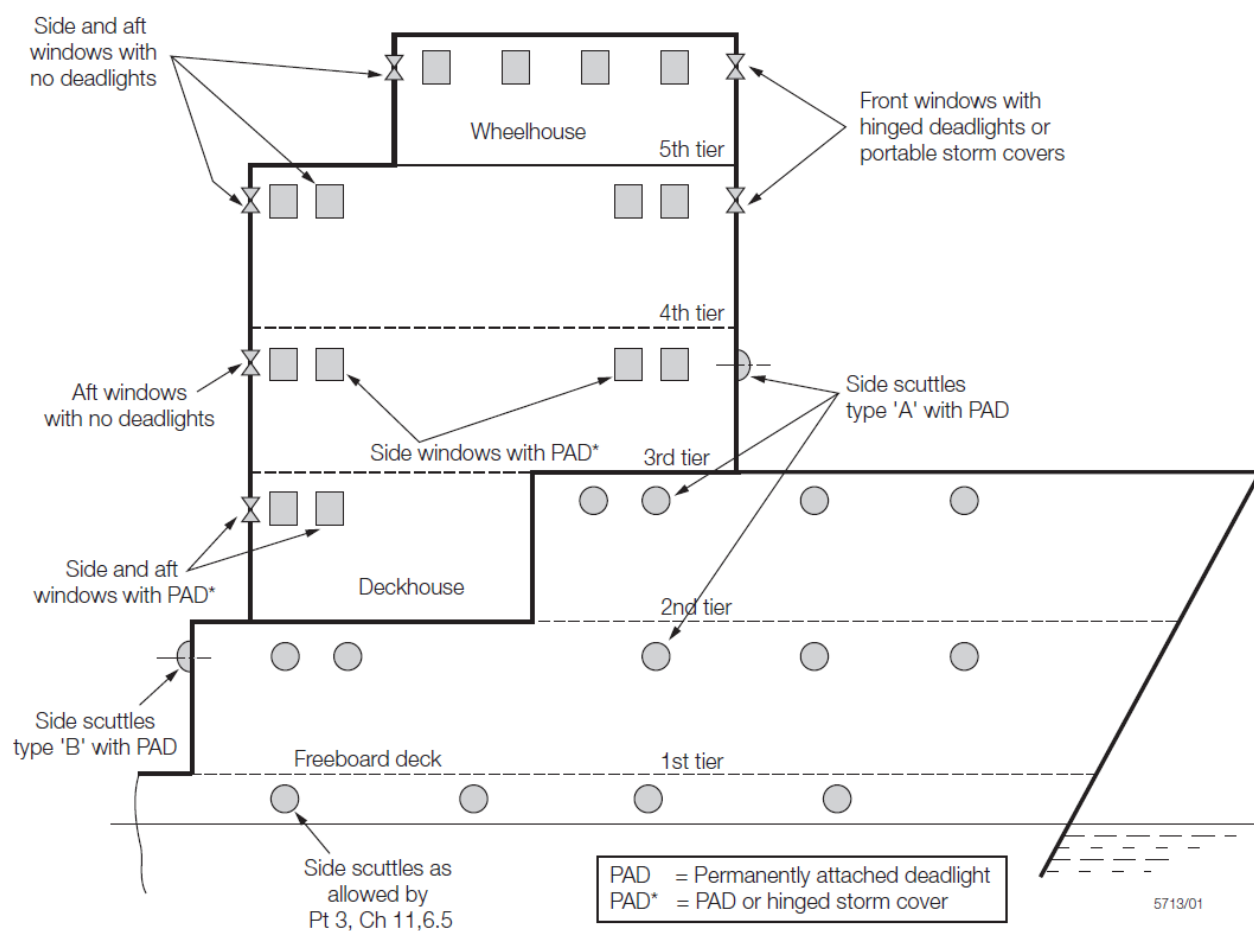 Side and aft
windows with
no deadlights
Wheelhouse
5th tier
Front windows with
hinged deadlights or
portable storm covers
4th tier
Aft windows
with no deadlights
Side windows with PAD*
3rd tier
Side scuttles
type 'A' with PAD
Side and aft
windows with PAD*
Deckhouse
2nd tier
Side scuttles
type 'B' with PAD
Freeboard deck
1st tier
Side scuttles as
allowed by
Pt 3, Ch 11,6.5
PAD = Permanently attached deadlight
PAD* = PAD or hinged storm cover
5713/01